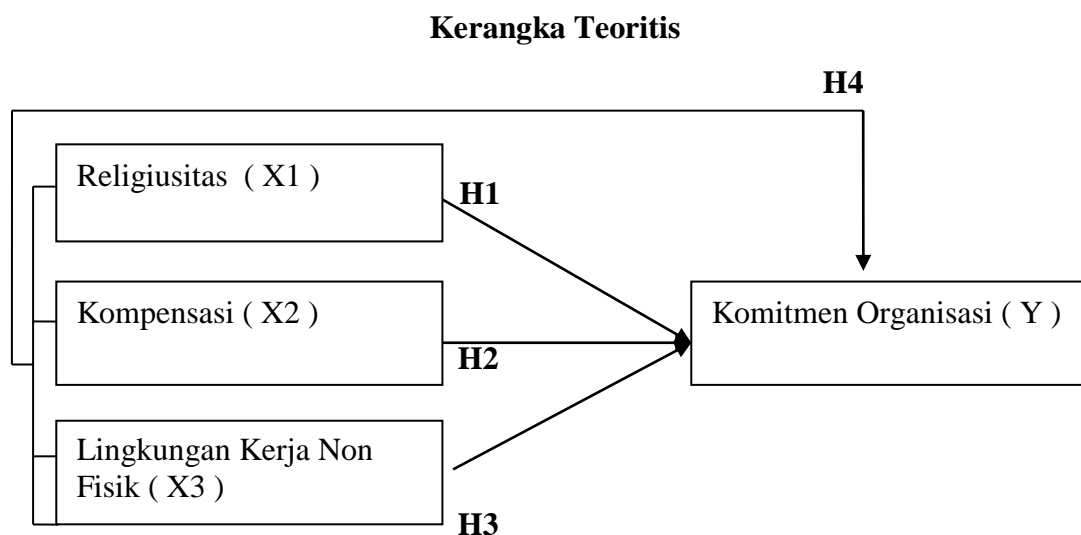 Kerangka Teoritis
H4
Religiusitas ( X1 )
H1
Kompensasi ( X2 )
Komitmen Organisasi ( Y )
H2
Lingkungan Kerja Non
Fisik ( X3 )
H3